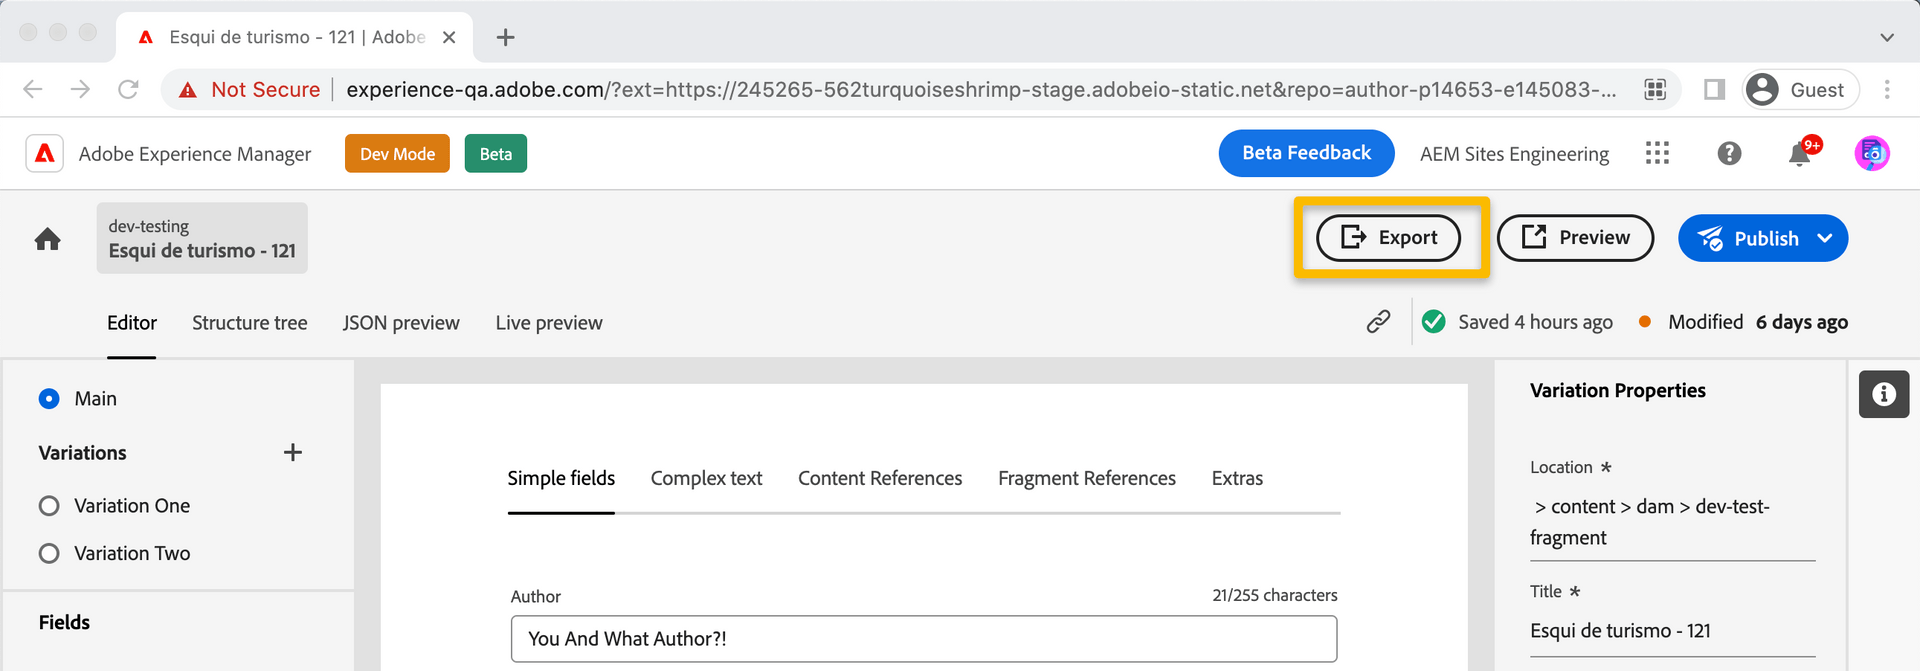 Esqui de turismo - 121 | Adobe
Not Secure
experience-qa.adobe.com/?ext=https://245265-562turquoiseshrimp-stage.adobeio-static.net&repo=author-p14653-e145083-...
Guest
Adobe Experience Manager
Dev Mode
Beta
Beta Feedback
AEM Sites Engineering
9+
dev-testing
Esqui de turismo - 121
Export
Preview
Publish
Editor
Structure tree
JSON preview
Live preview
Saved 4 hours ago
Modified 6 days ago
Main
Variations
Variation One
Variation Two
Fields
Simple fields
Complex text
Content References
Fragment References
Extras
Author
21/255 characters
You And What Author?!
Variation Properties
Location *
> content > dam > dev-test-
fragment
Title *
Esqui de turismo - 121